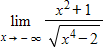 lim x→−∞ x²+1 / √(x⁴−2)